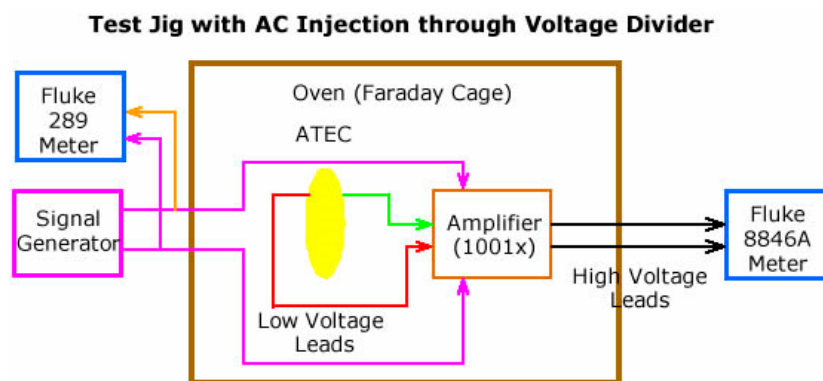 Test Jig with AC Injection through Voltage Divider
Fluke
289
Meter
Oven (Faraday Cage)
ATEC
Signal
Generator
Amplifier
(1001x)
Fluke
8846A
Meter
High Voltage
Leads
Low Voltage
Leads